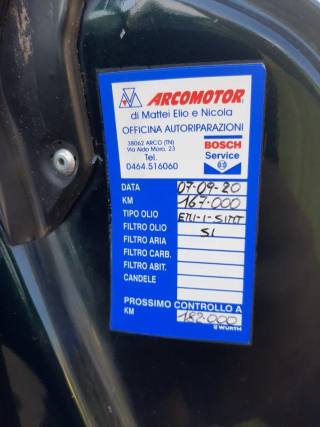 ARCOMOTOR
di Mattei Elio e Nicola
OFFICINA AUTORIPARAZIONI
38062 ARCO (TN)
Via Aldo Moro, 23
Tel.
0464.516060
BOSCH
Service
DATA 07-09-20
KM 167.000
TIPO OLIO ENI-I-SINT
FILTRO OLIO SI
FILTRO ARIA
FILTRO CARB.
FILTRO ABIT.
CANDELE
PROSSIMO CONTROLLO A
KM 182.000
WÜRTH